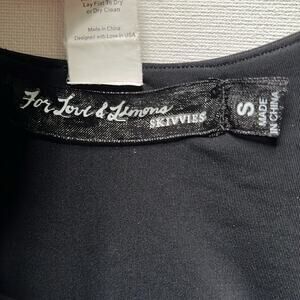 Lay Flat To Dry
or Dry Clean
Made in China
Designed with Love in USA
For Love & Lemons
SKIVVIES
S
MADE
IN CHINA